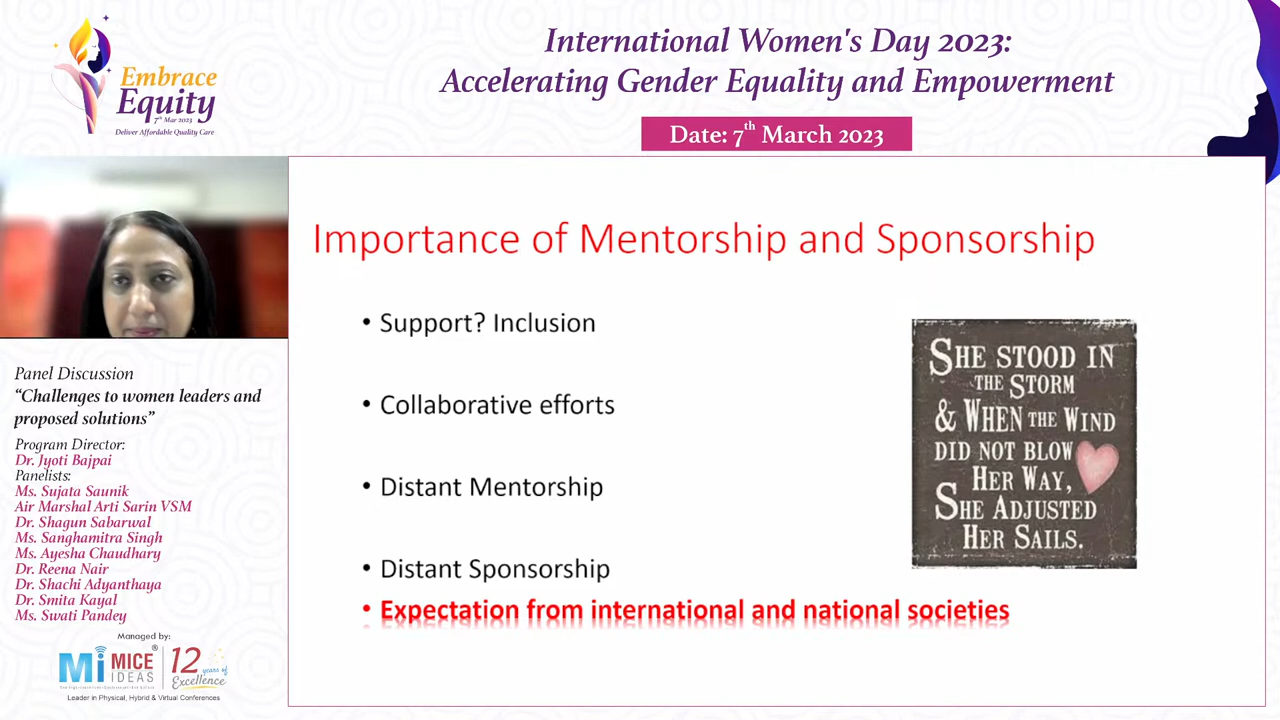 Embrace
Equity
7th Mar 2023
Deliver Affordable Quality Care
International Women's Day 2023:
Accelerating Gender Equality and Empowerment
Date: 7th March 2023
Importance of Mentorship and Sponsorship
• Support? Inclusion
• Collaborative efforts
• Distant Mentorship
• Distant Sponsorship
• Expectation from international and national societies
SHE STOOD IN
THE STORM
& WHEN THE WIND
DID NOT BLOW
HER WAY,
SHE ADJUSTED
HER SAILS.
Panel Discussion
“Challenges to women leaders and
proposed solutions”
Program Director:
Dr. Jyoti Bajpai
Panelists:
Ms. Sujata Saunik
Air Marshal Arti Sarin VSM
Dr. Shagun Sabarwal
Ms. Sanghamitra Singh
Ms. Ayesha Chaudhary
Dr. Reena Nair
Dr. Shachi Adyanthaya
Dr. Smita Kayal
Ms. Swati Pandey
Managed by:
Mi MICE IDEAS®
12 years of Excellence
Leader in Physical, Hybrid & Virtual Conferences